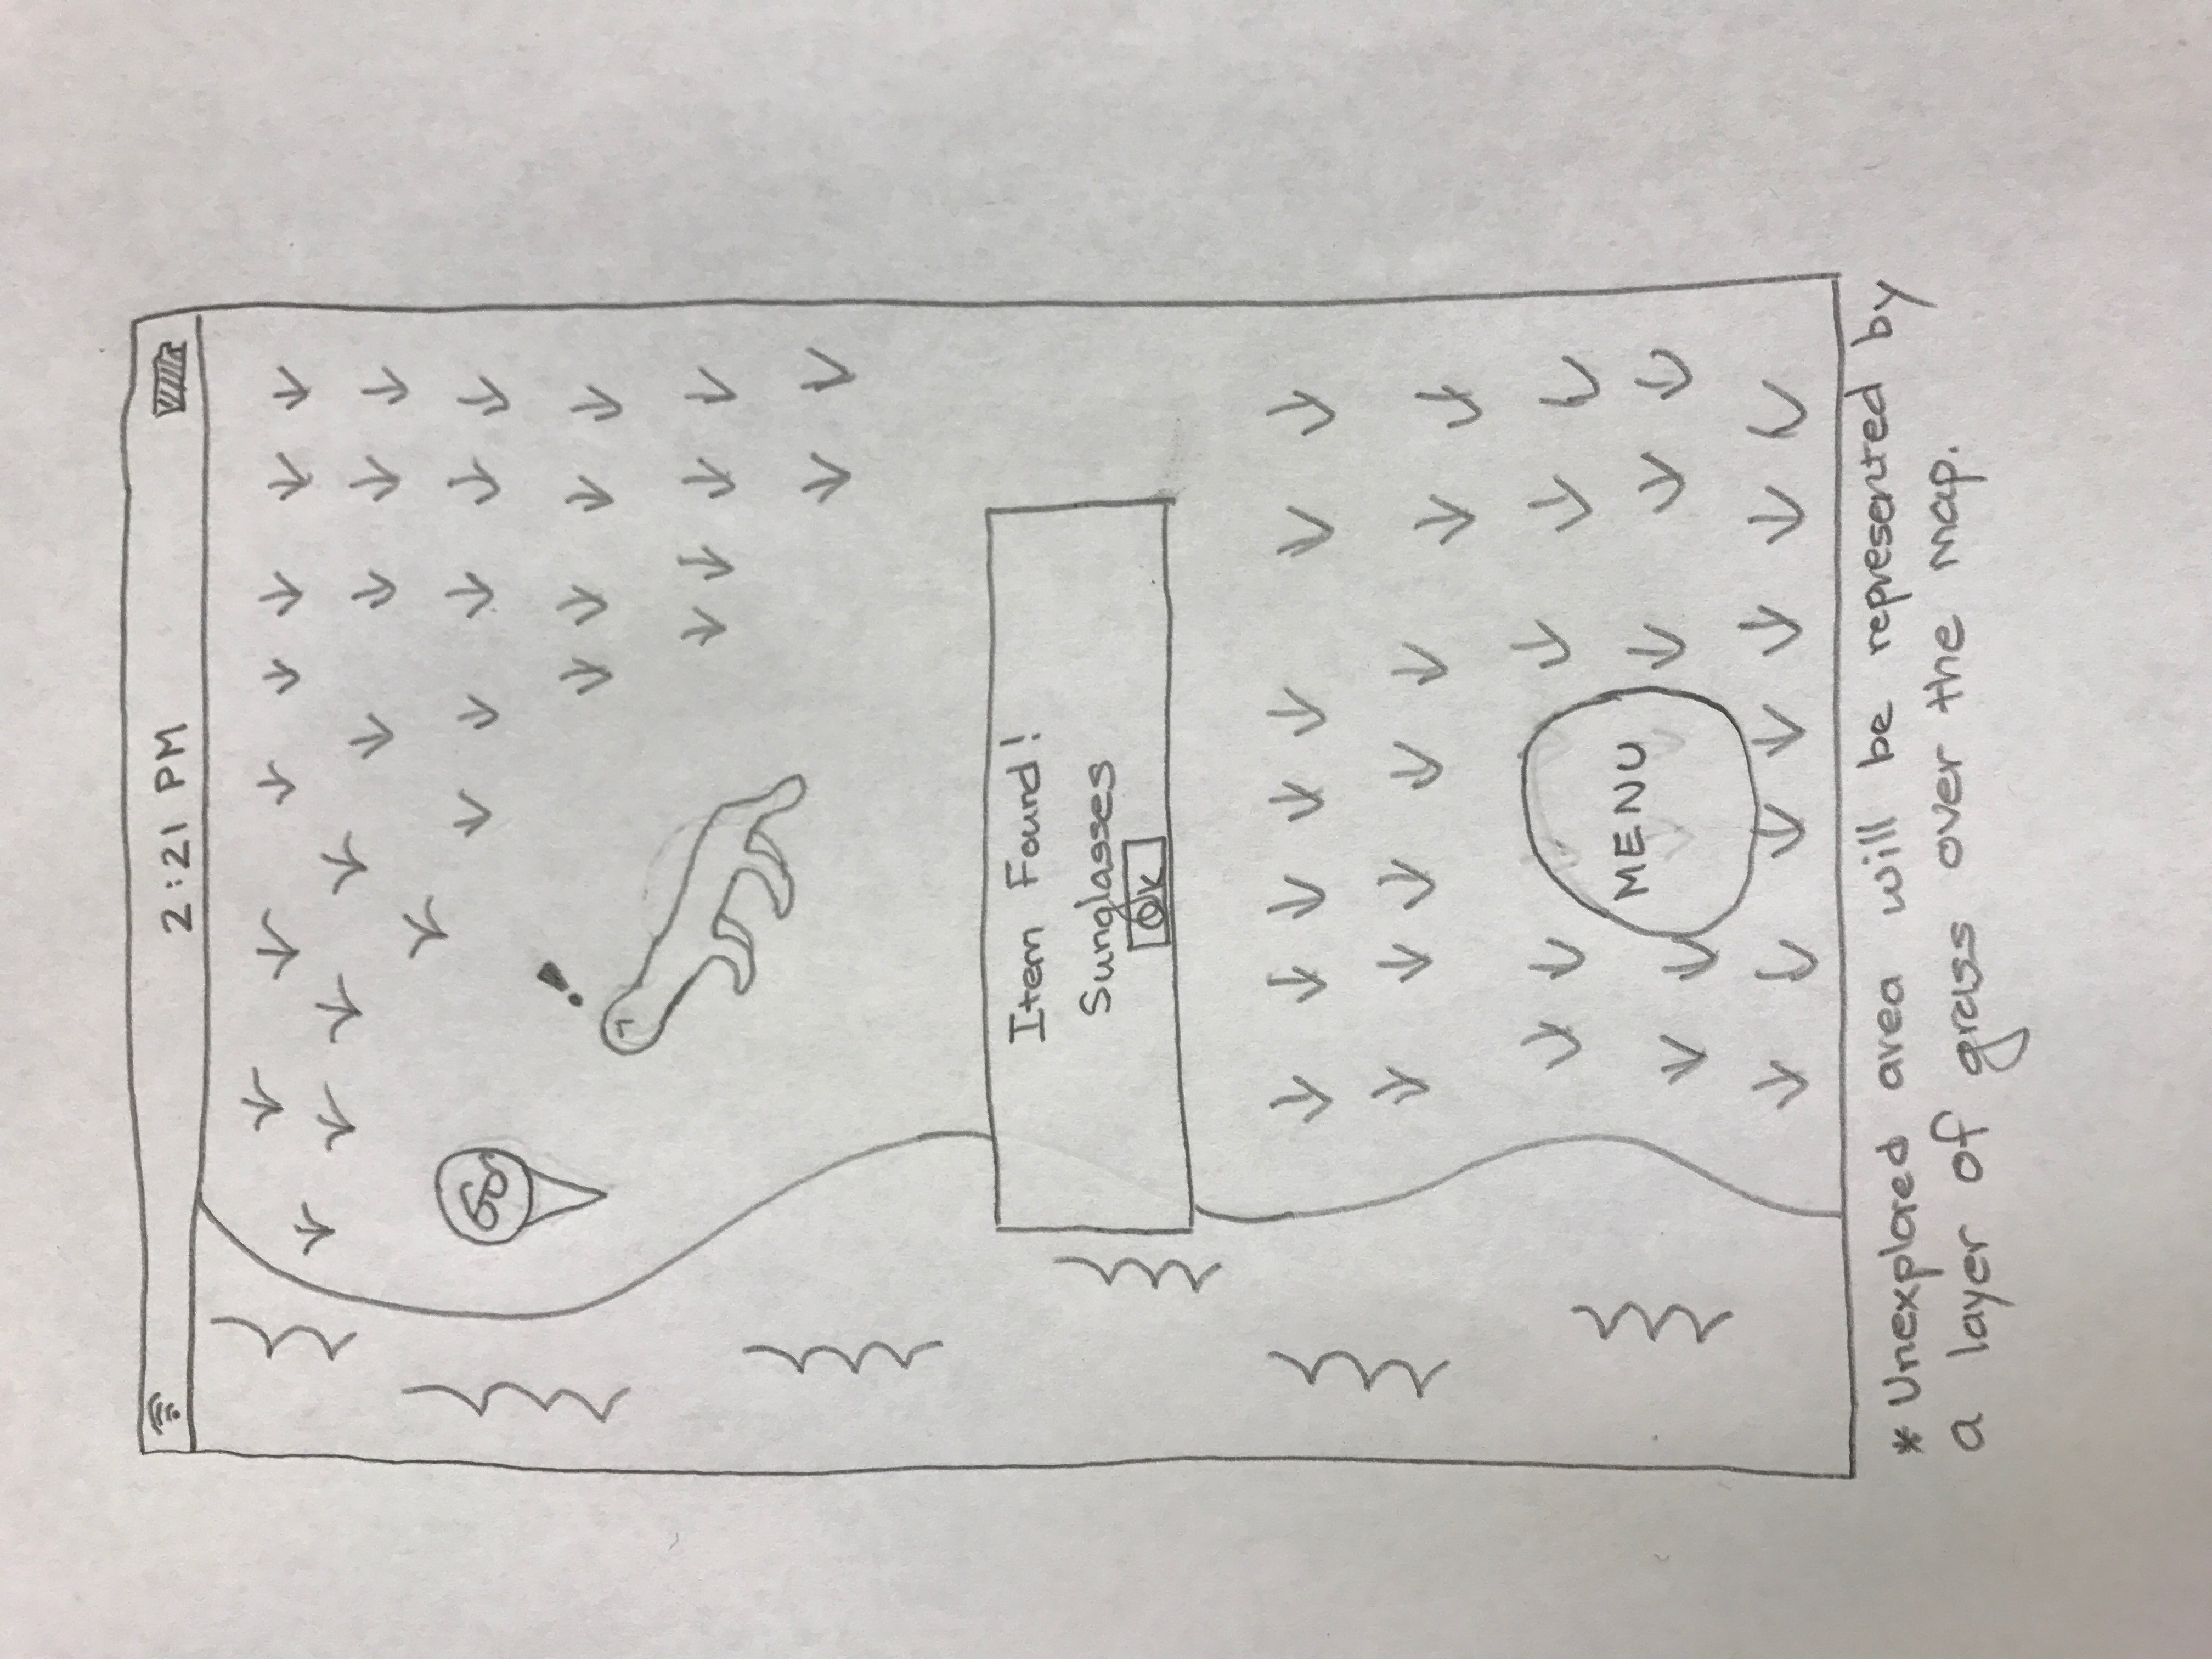 2:21 PM
Item Found!
Sunglasses
Ok
MENU
* Unexplored area will be represented by
a layer of grass over the map.